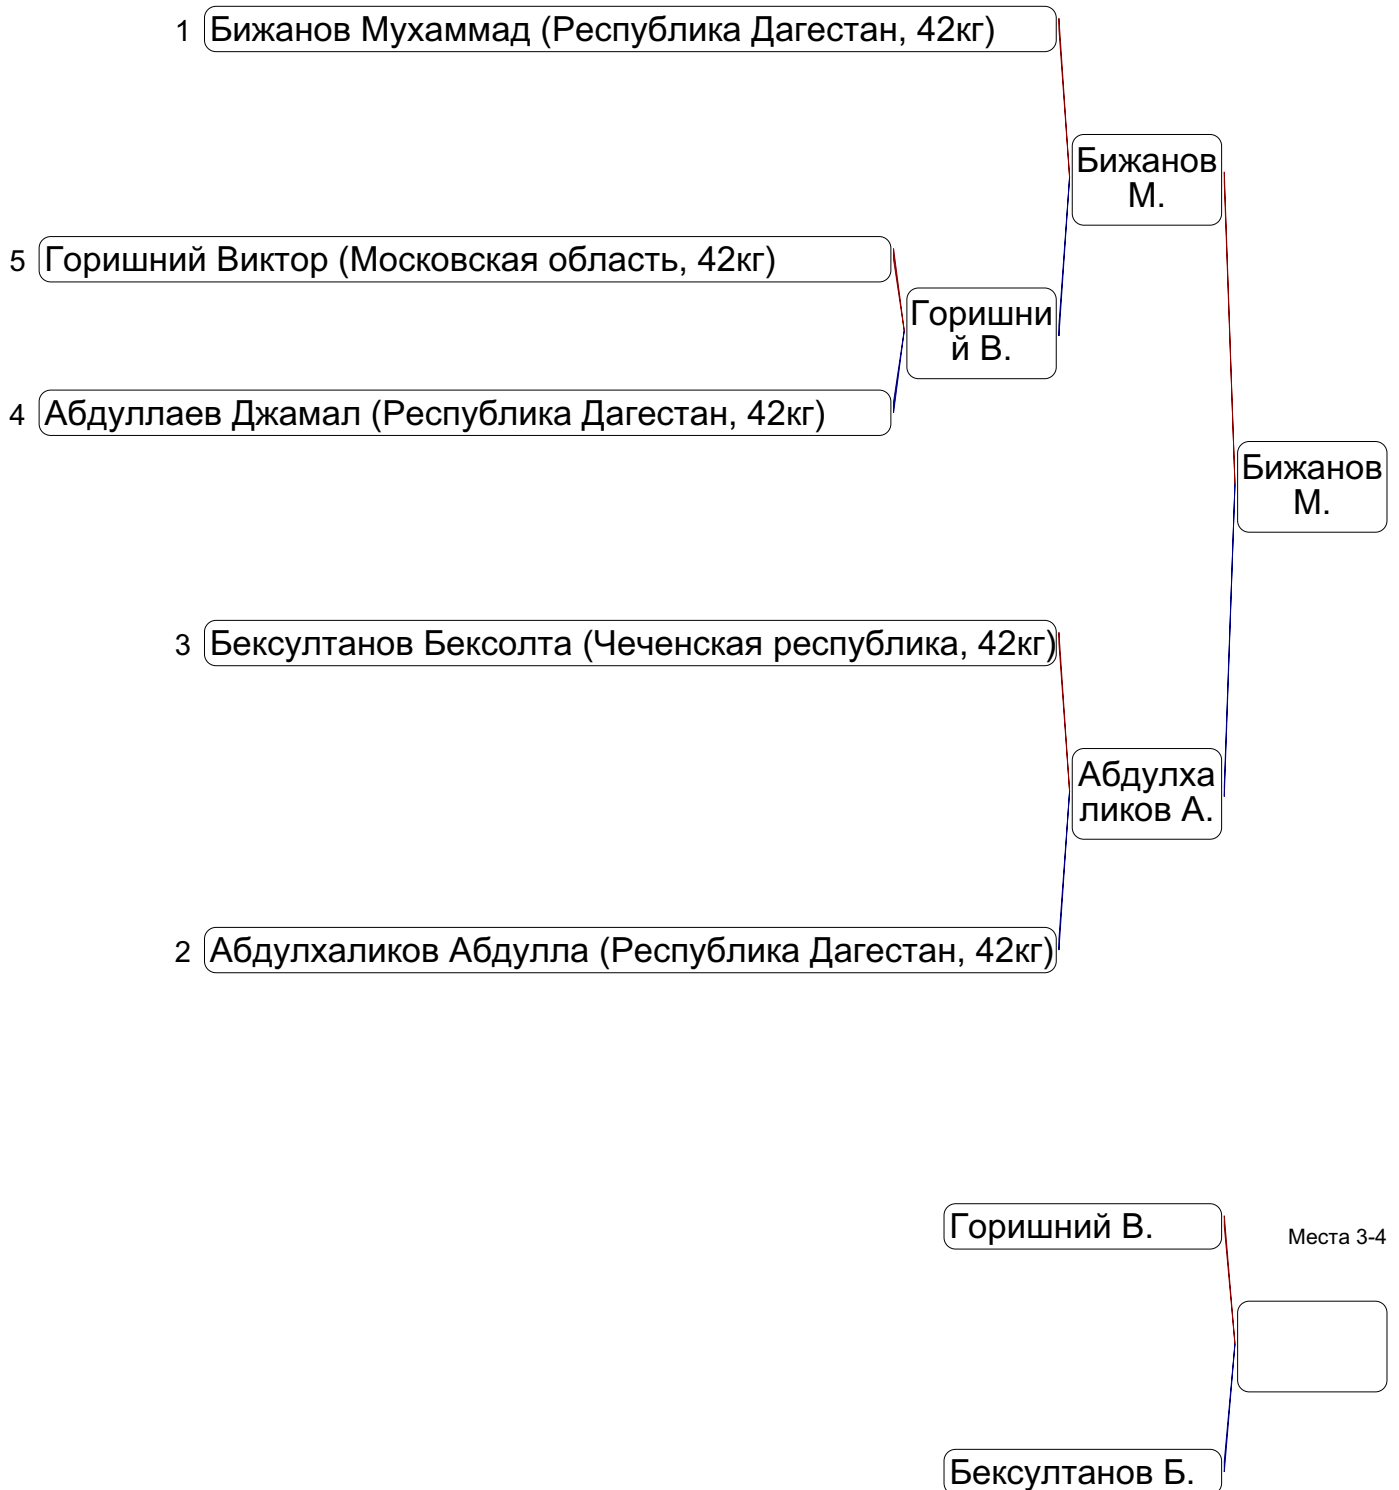 1 Бижанов Мухаммад (Республика Дагестан, 42кг)
Бижанов
М.
5 Горишний Виктор (Московская область, 42кг)
Горишни
й В.
4 Абдуллаев Джамал (Республика Дагестан, 42кг)
Бижанов
М.
3 Бексултанов Бексолта (Чеченская республика, 42кг)
Абдулха
ликов А.
2 Абдулхаликов Абдулла (Республика Дагестан, 42кг)
Горишний В.
Места 3-4
Бексултанов Б.